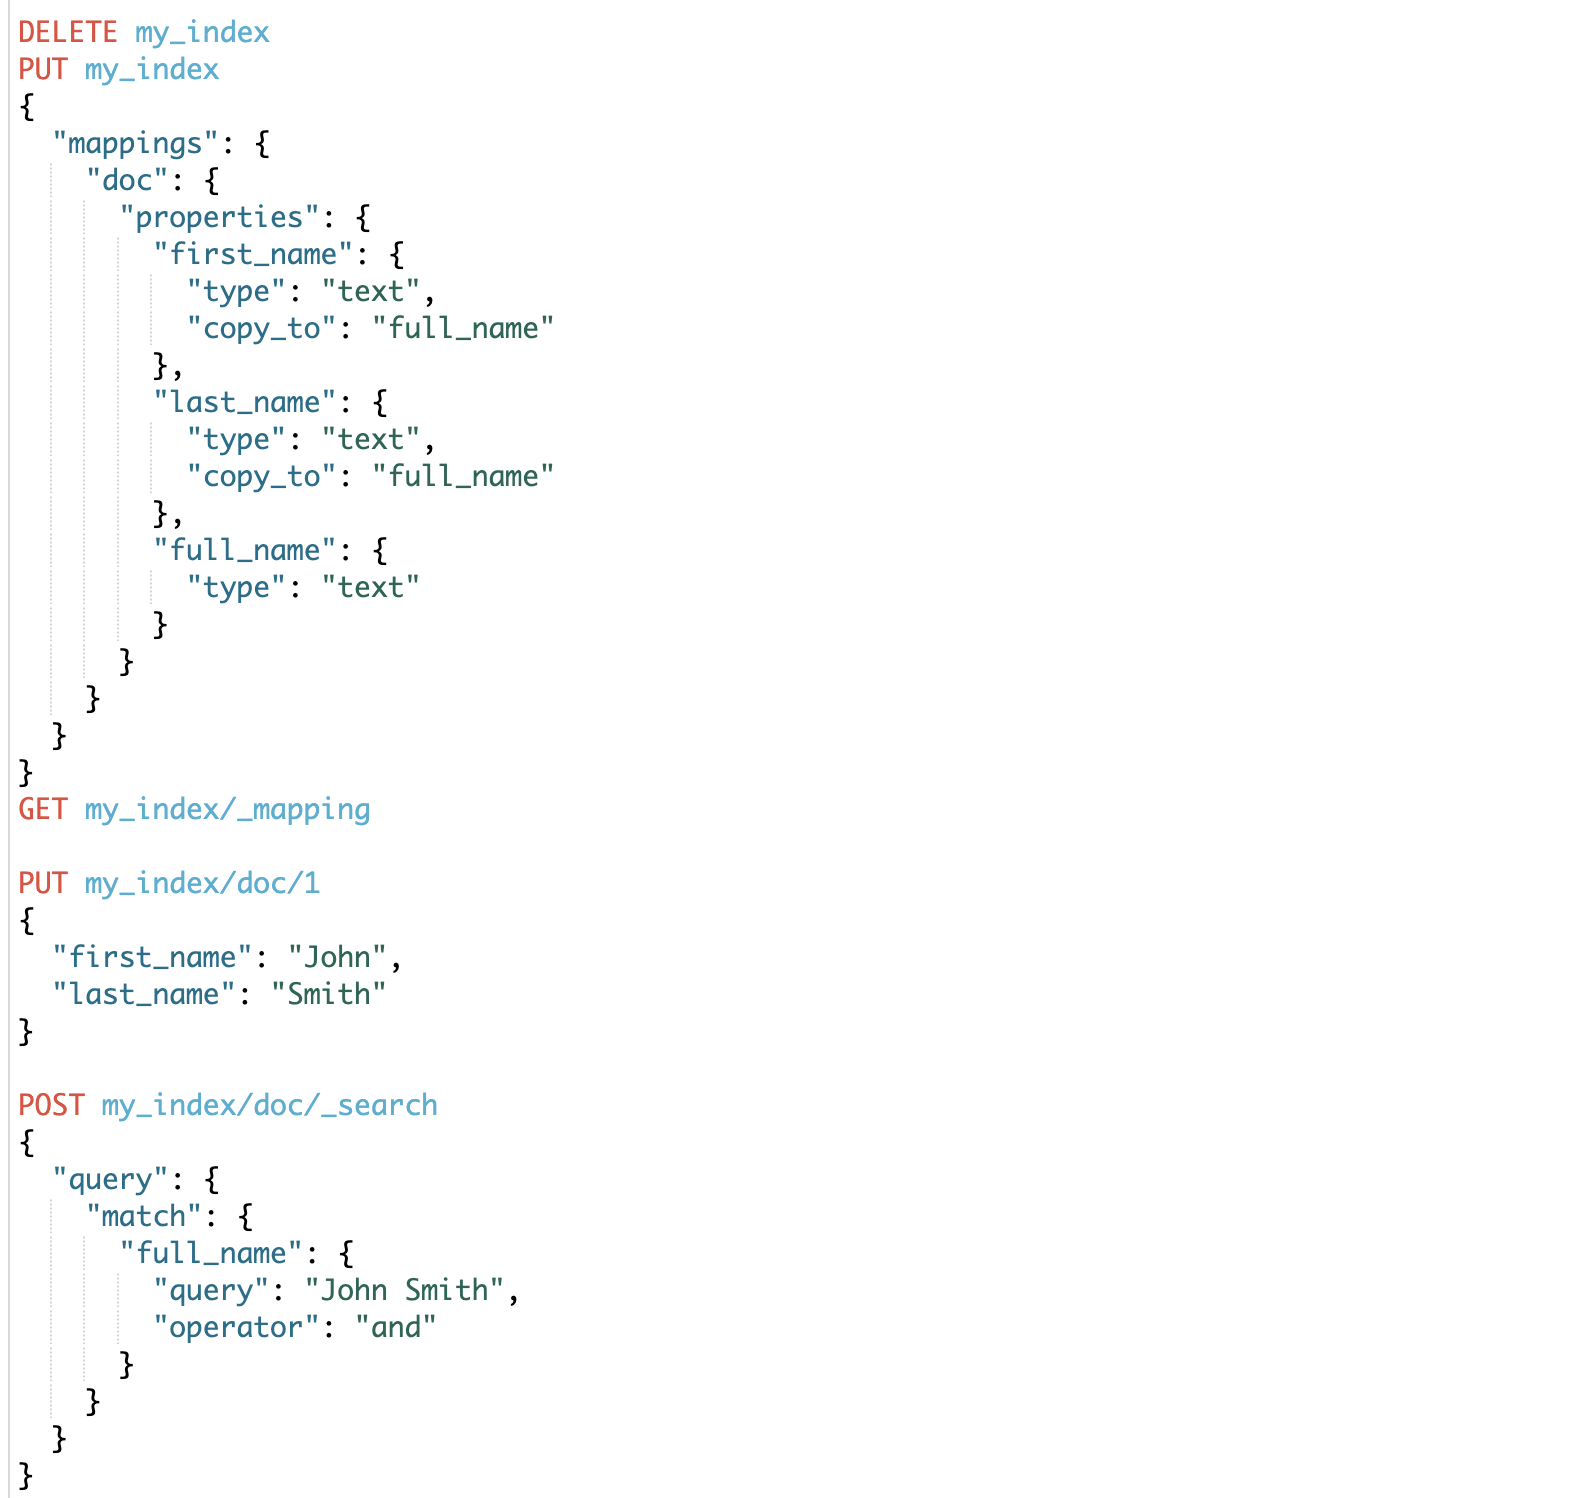 DELETE my_index
PUT my_index
{
  "mappings": {
    "doc": {
      "properties": {
        "first_name": {
          "type": "text",
          "copy_to": "full_name"
        },
        "last_name": {
          "type": "text",
          "copy_to": "full_name"
        },
        "full_name": {
          "type": "text"
        }
      }
    }
  }
}
GET my_index/_mapping

PUT my_index/doc/1
{
  "first_name": "John",
  "last_name": "Smith"
}

POST my_index/doc/_search
{
  "query": {
    "match": {
      "full_name": {
        "query": "John Smith",
        "operator": "and"
      }
    }
  }
}